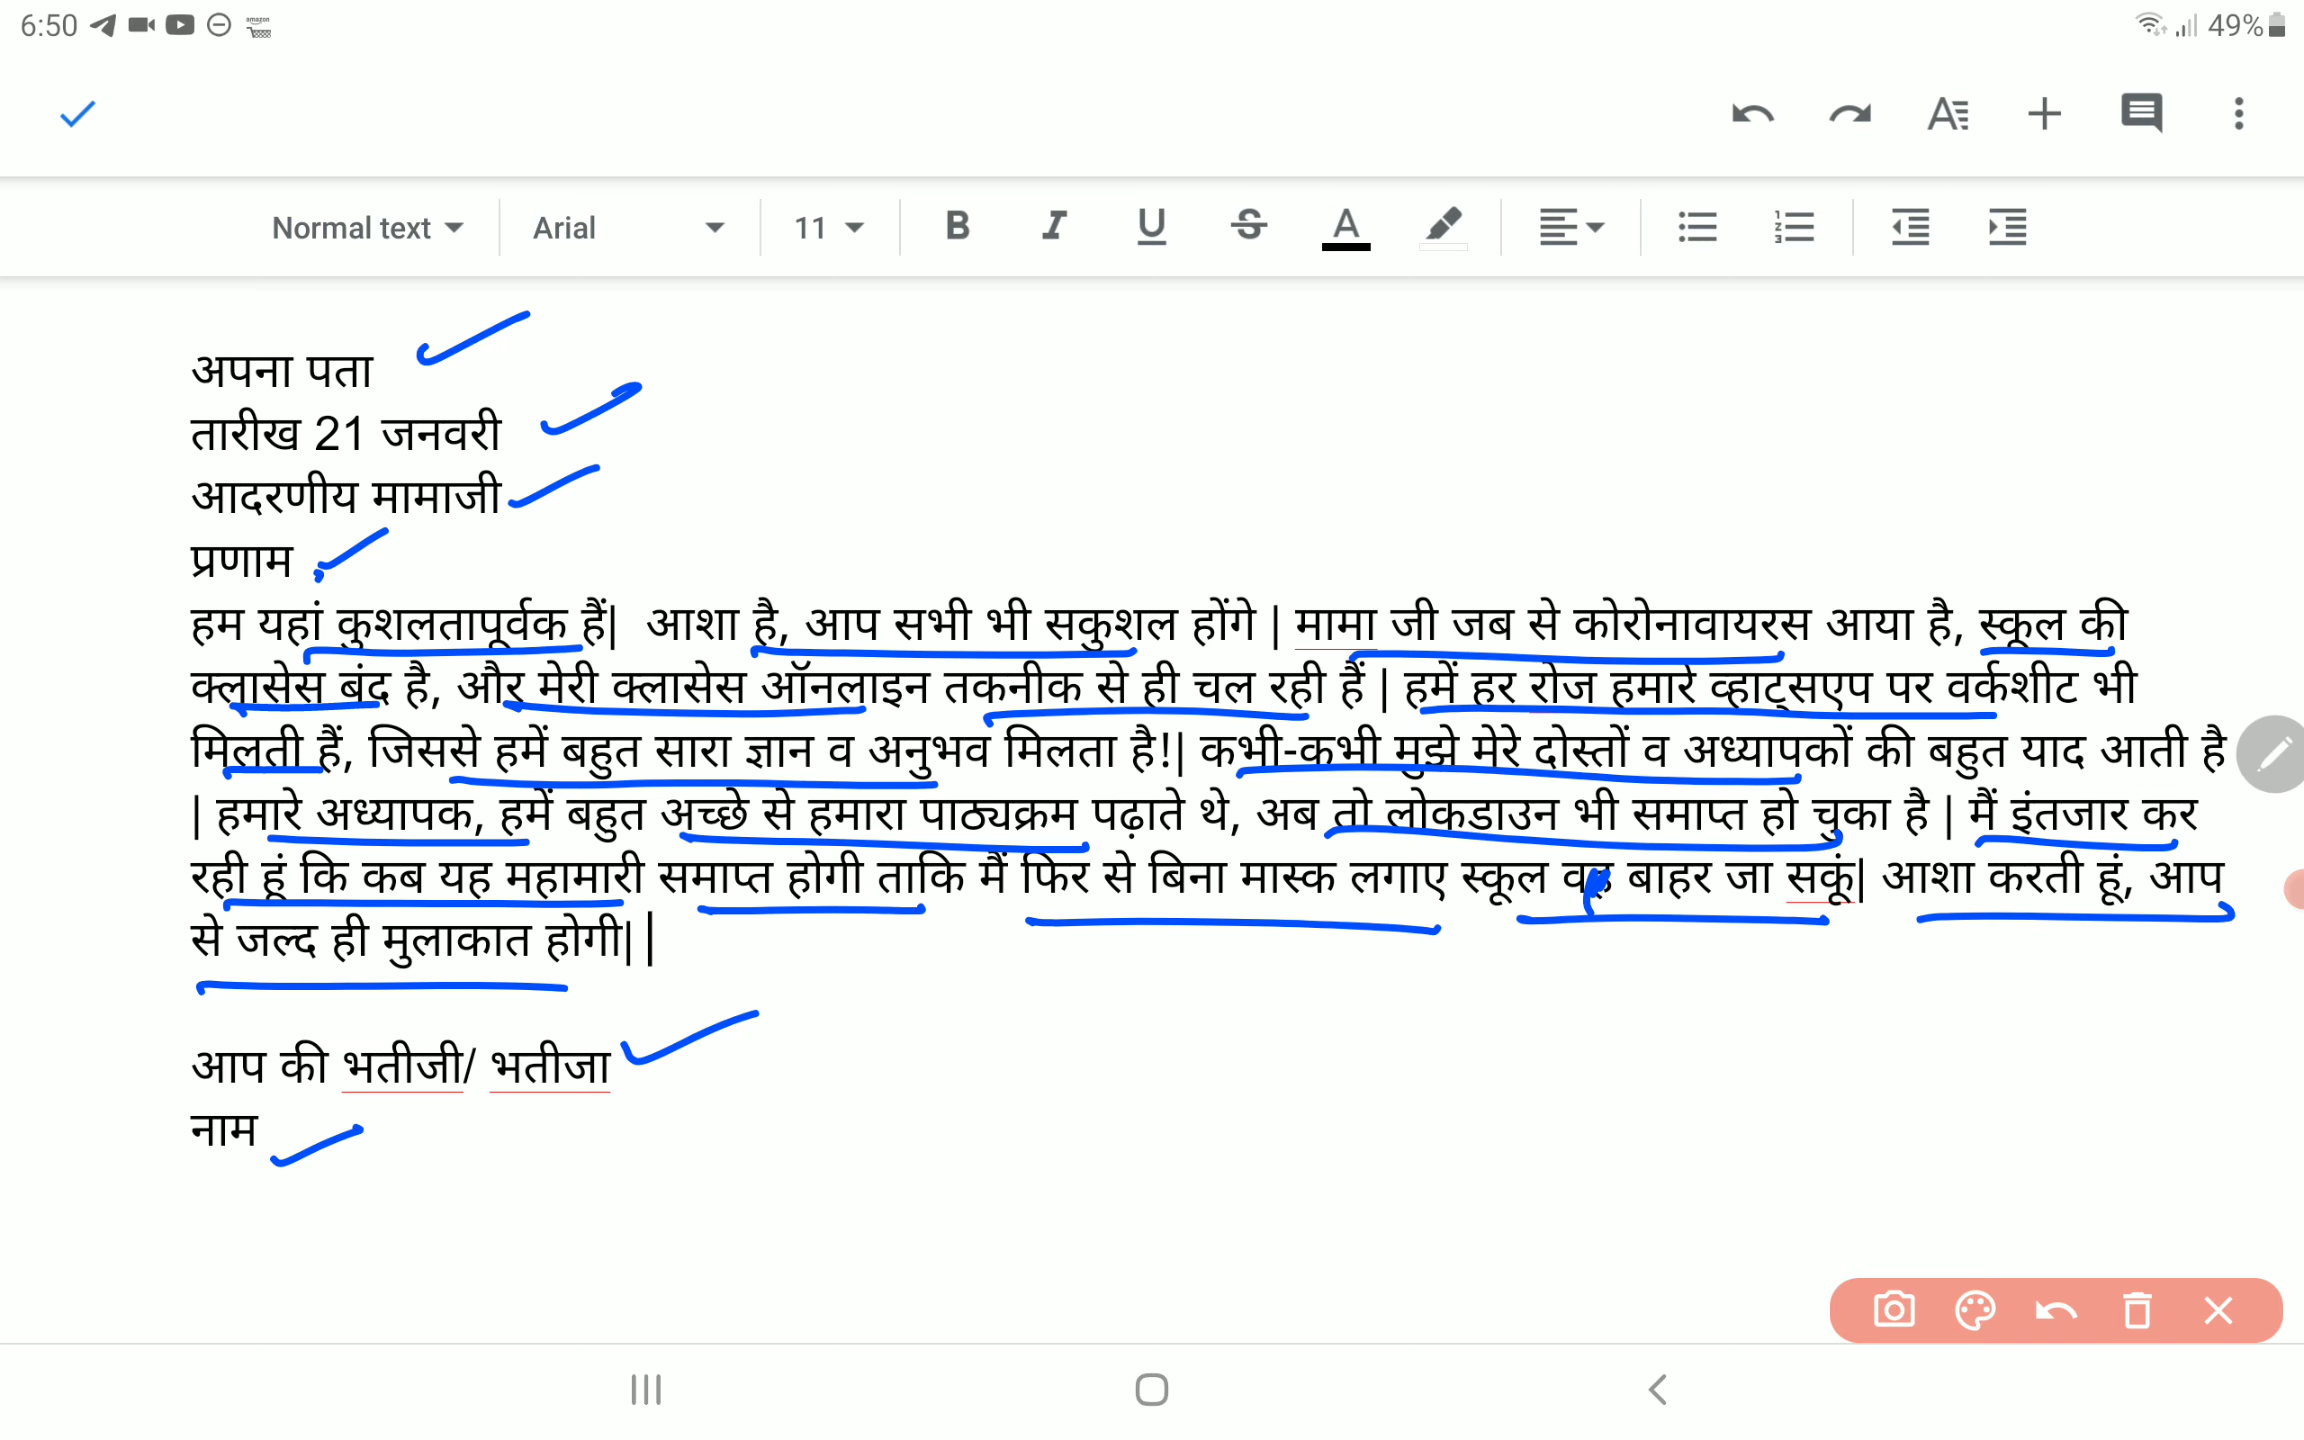 6:50 amazon 49%
Normal text Arial 11 B I U S A
अपना पता
तारीख 21 जनवरी
आदरणीय मामाजी
प्रणाम
हम यहां कुशलतापूर्वक हैं| आशा है, आप सभी भी सकुशल होंगे | मामा जी जब से कोरोनावायरस आया है, स्कूल की
क्लासेस बंद है, और मेरी क्लासेस ऑनलाइन तकनीक से ही चल रही हैं | हमें हर रोज हमारे व्हाट्सएप पर वर्कशीट भी
मिलती हैं, जिससे हमें बहुत सारा ज्ञान व अनुभव मिलता है!| कभी-कभी मुझे मेरे दोस्तों व अध्यापकों की बहुत याद आती है
| हमारे अध्यापक, हमें बहुत अच्छे से हमारा पाठ्यक्रम पढ़ाते थे, अब तो लोकडाउन भी समाप्त हो चुका है | मैं इंतजार कर
रही हूं कि कब यह महामारी समाप्त होगी ताकि मैं फिर से बिना मास्क लगाए स्कूल बाहर जा सकूं| आशा करती हूं, आप
से जल्द ही मुलाकात होगी|
आप की भतीजी/ भतीजा
नाम